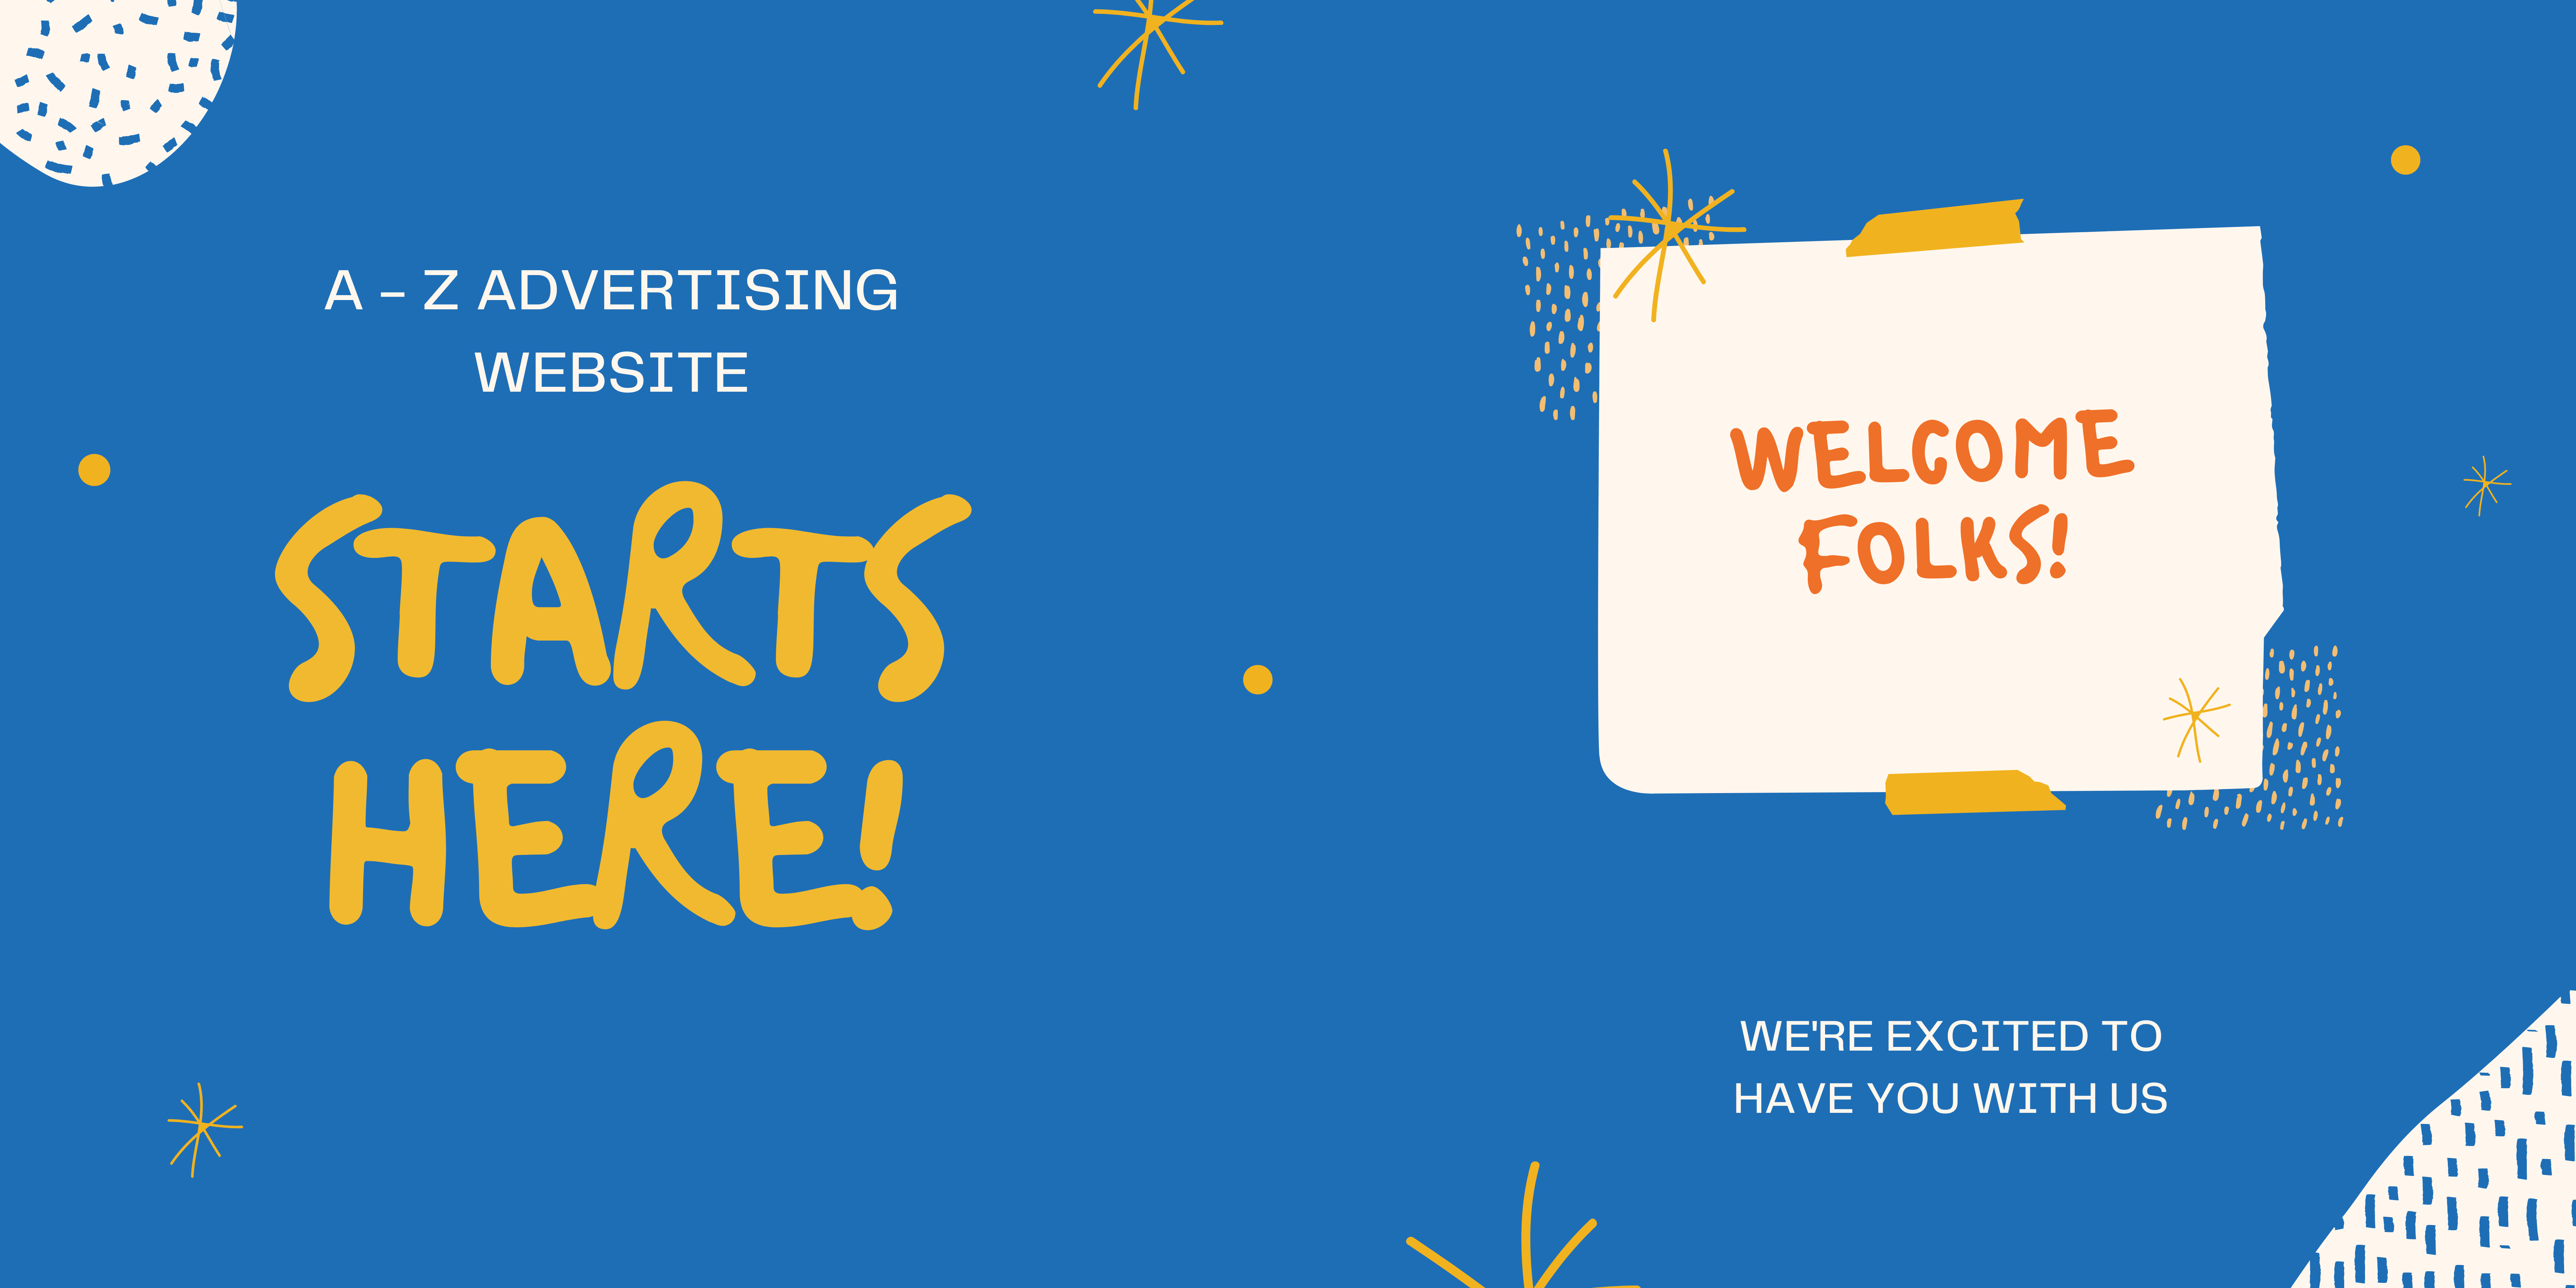 A – Z ADVERTISING
WEBSITE
STARTS
HERE!
WELCOME
FOLKS!
WE'RE EXCITED TO
HAVE YOU WITH US